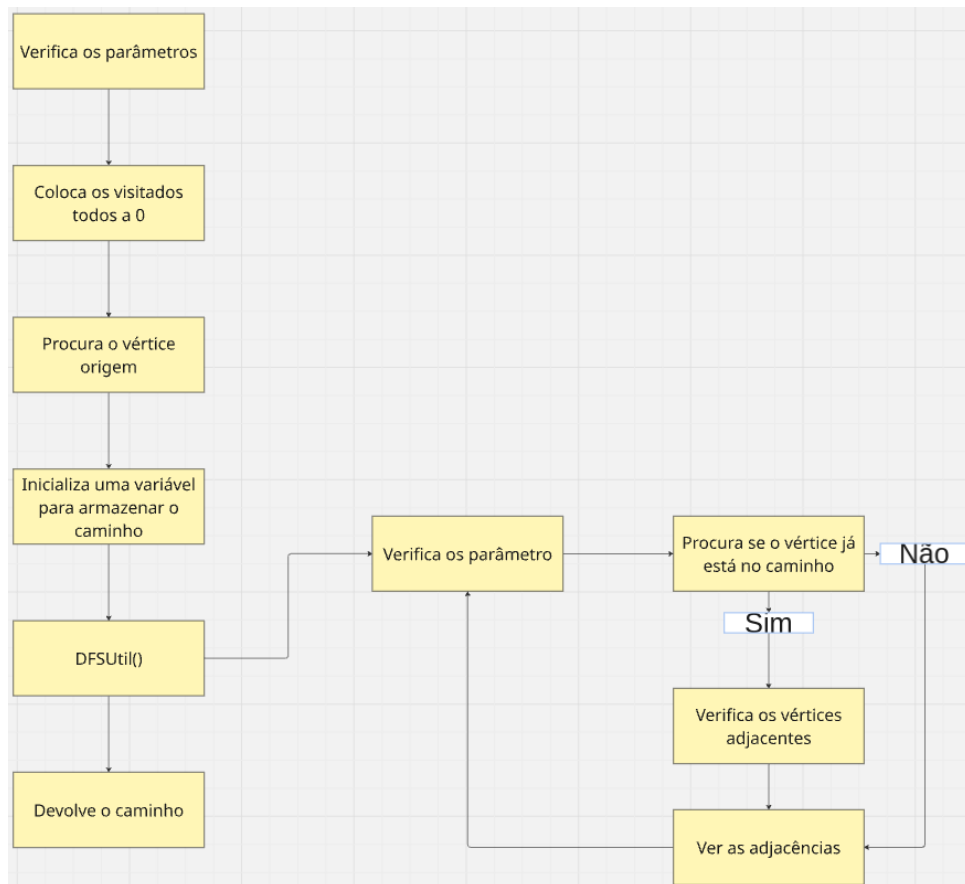 Verifica os parâmetros
Coloca os visitados
todos a 0
Procura o vértice
origem
Inicializa uma variável
para armazenar o
caminho
DFSUtil()
Devolve o caminho
Verifica os parâmetro
Procura se o vértice já
está no caminho
Não
Sim
Verifica os vértices
adjacentes
Ver as adjacências